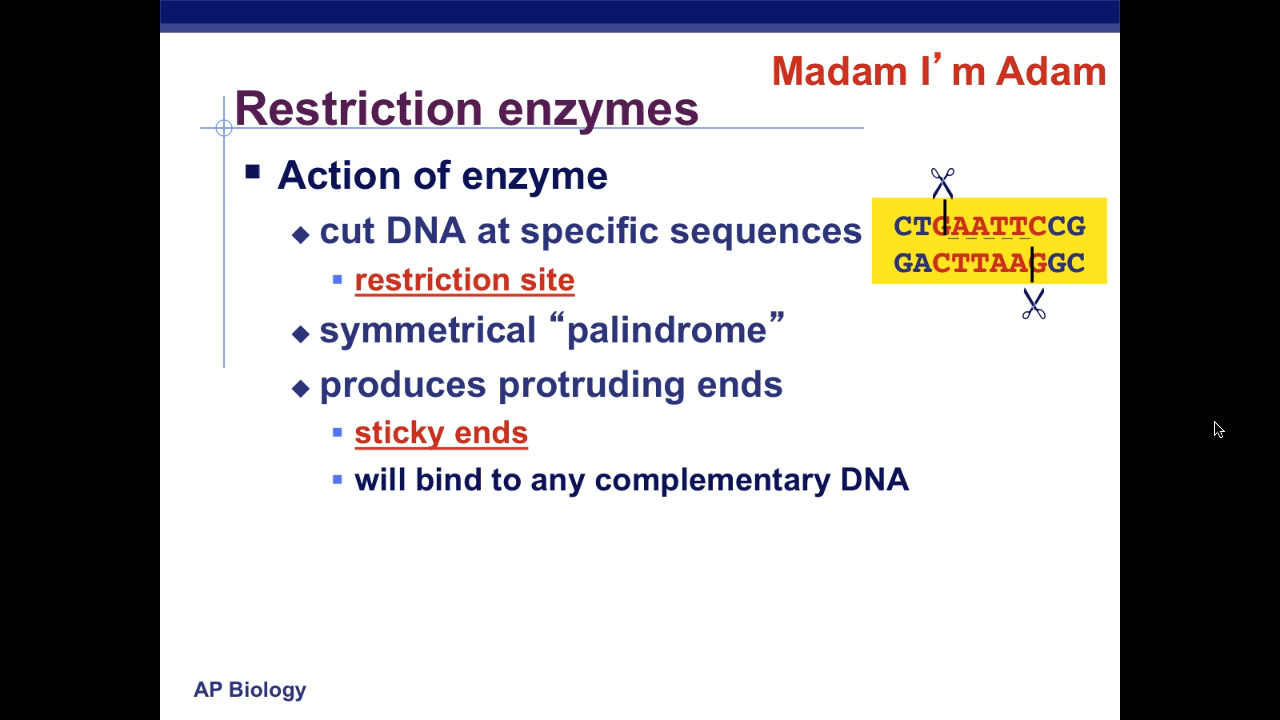 Madam I’m Adam
Restriction enzymes
Action of enzyme
cut DNA at specific sequences
restriction site
symmetrical “palindrome”
produces protruding ends
sticky ends
will bind to any complementary DNA
CTGAATTCCG
GACTTAAGGC
AP Biology